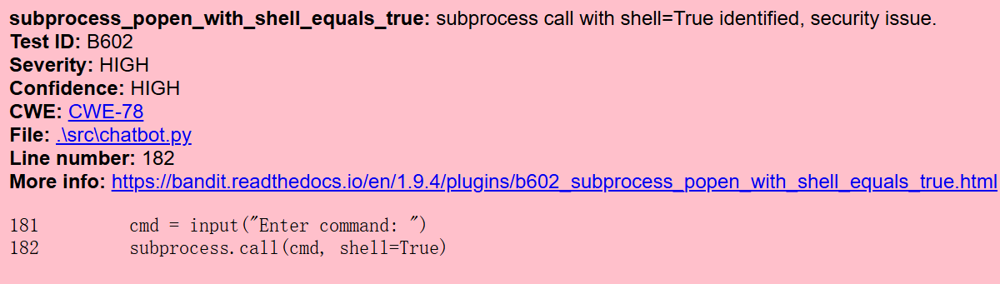 subprocess_popen_with_shell_equals_true: subprocess call with shell=True identified, security issue.
Test ID: B602
Severity: HIGH
Confidence: HIGH
CWE: CWE-78
File: .\src\chatbot.py
Line number: 182
More info: https://bandit.readthedocs.io/en/1.9.4/plugins/b602_subprocess_popen_with_shell_equals_true.html
181 cmd = input("Enter command: ")
182 subprocess.call(cmd, shell=True)